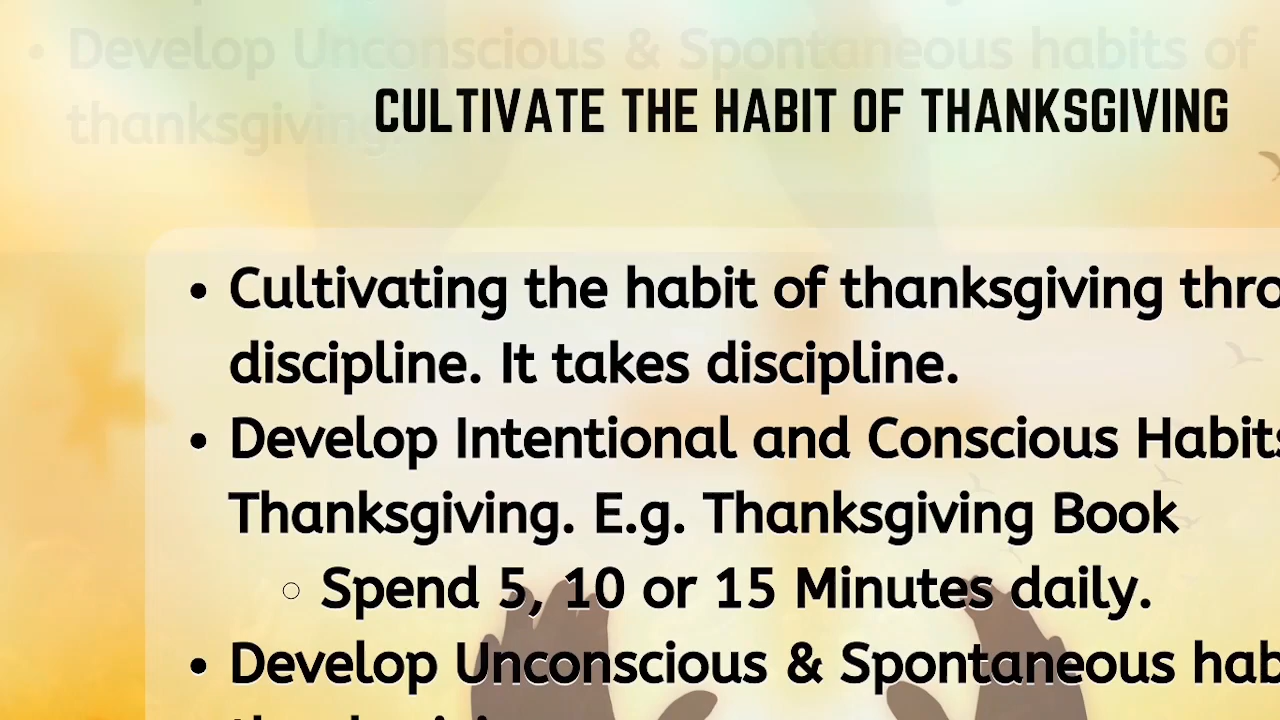 Develop Unconscious & Spontaneous habits of
thanksgiving.
CULTIVATE THE HABIT OF THANKSGIVING
• Cultivating the habit of thanksgiving thro
discipline. It takes discipline.
• Develop Intentional and Conscious Habits
Thanksgiving. E.g. Thanksgiving Book
○ Spend 5, 10 or 15 Minutes daily.
• Develop Unconscious & Spontaneous hab